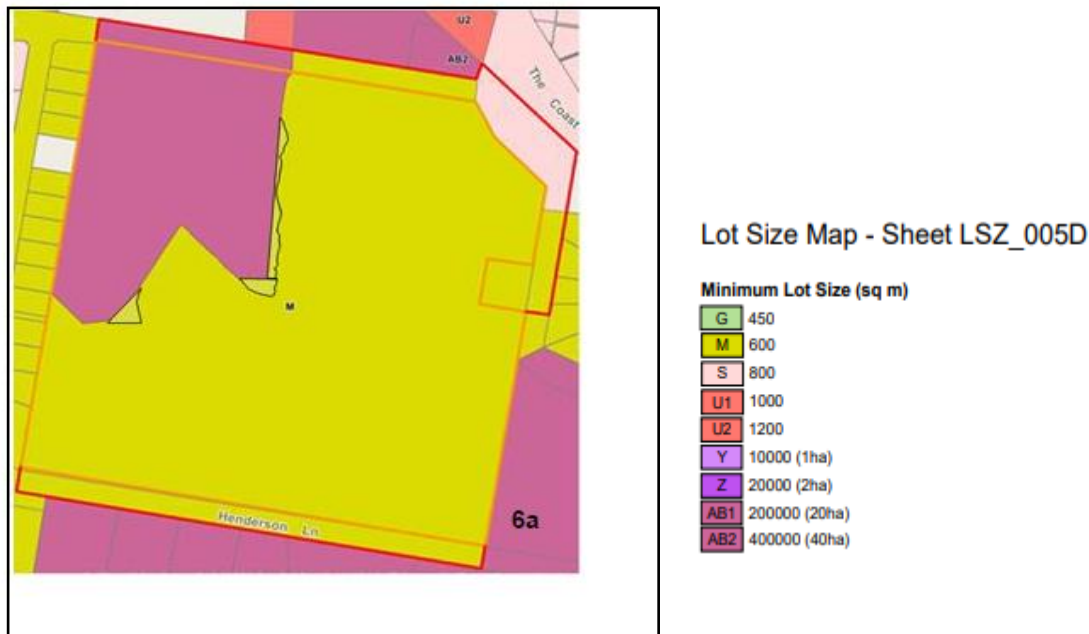 U2
AB2
The Coast
M
Henderson Ln
6a
Lot Size Map - Sheet LSZ_005D
Minimum Lot Size (sq m)
G 450
M 600
S 800
U1 1000
U2 1200
Y 10000 (1ha)
Z 20000 (2ha)
AB1 200000 (20ha)
AB2 400000 (40ha)